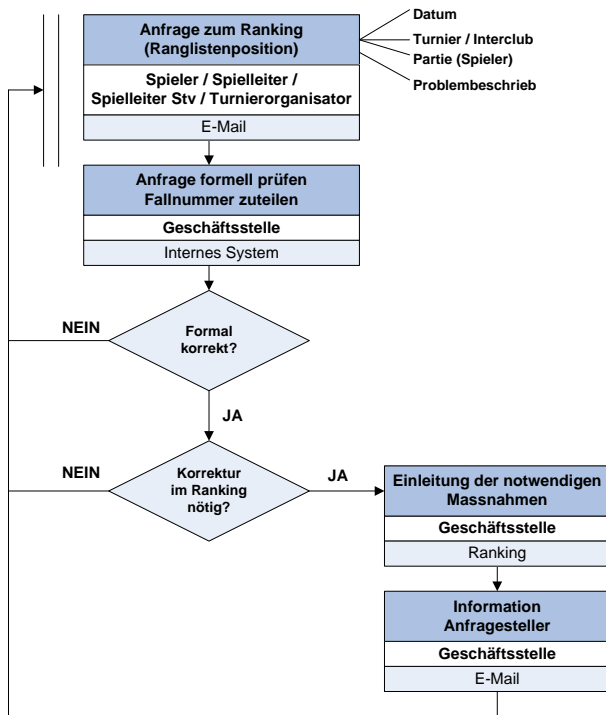 Anfrage zum Ranking
(Ranglistenposition)
Spieler / Spielleiter /
Spielleiter Stv / Turnierorganisator
E-Mail
Datum
Turnier / Interclub
Partie (Spieler)
Problembeschrieb
Anfrage formell prüfen
Fallnummer zuteilen
Geschäftsstelle
Internes System
Formal
korrekt?
NEIN
JA
Korrektur
im Ranking
nötig?
NEIN
JA
Einleitung der notwendigen
Massnahmen
Geschäftsstelle
Ranking
Information
Anfragesteller
Geschäftsstelle
E-Mail